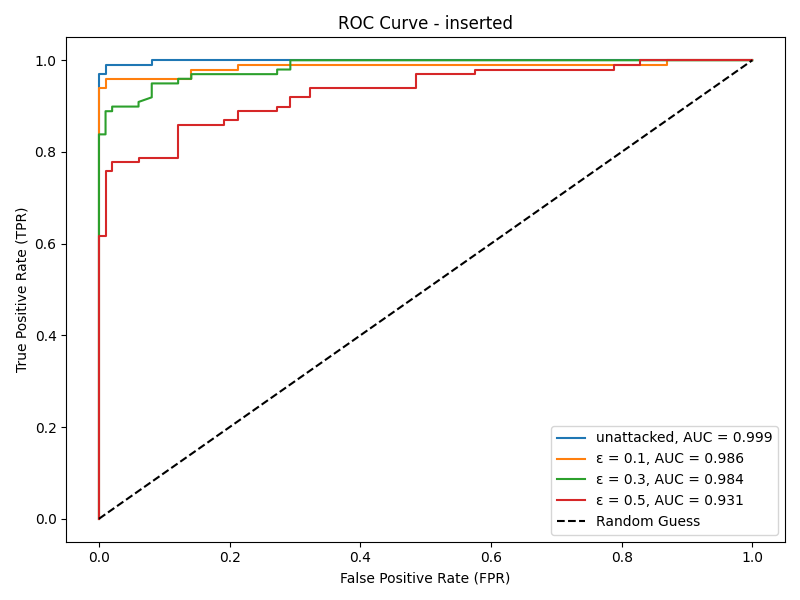 ROC Curve - inserted
True Positive Rate (TPR)
1.0
0.8
0.6
0.4
0.2
0.0
0.0 0.2 0.4 0.6 0.8 1.0
False Positive Rate (FPR)
unattacked, AUC = 0.999
ε = 0.1, AUC = 0.986
ε = 0.3, AUC = 0.984
ε = 0.5, AUC = 0.931
Random Guess